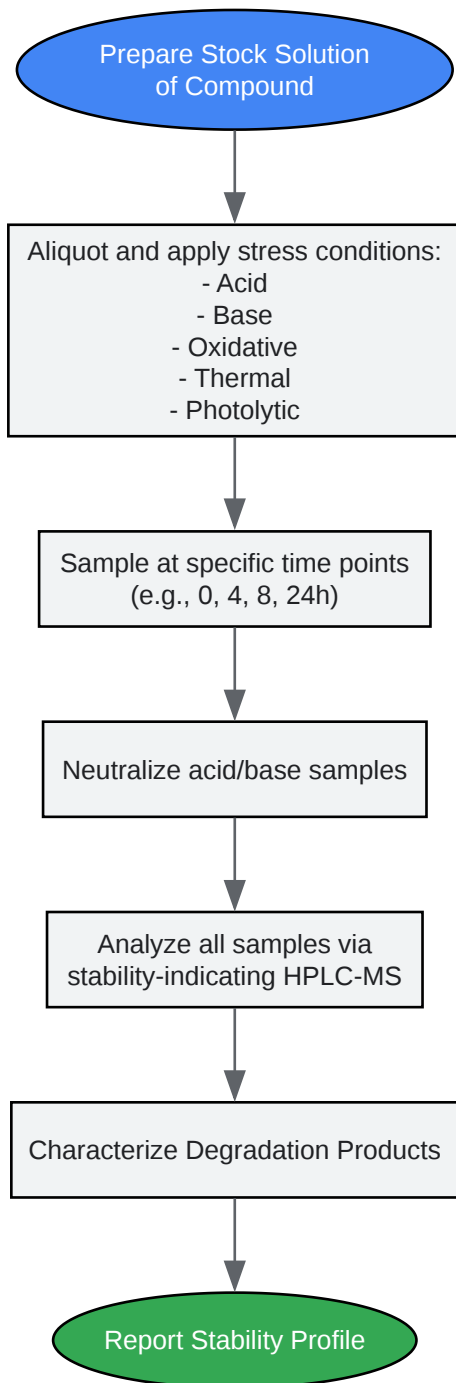 Prepare Stock Solution
of Compound
Aliquot and apply stress conditions:
- Acid
- Base
- Oxidative
- Thermal
- Photolytic
Sample at specific time points
(e.g., 0, 4, 8, 24h)
Neutralize acid/base samples
Analyze all samples via
stability-indicating HPLC-MS
Characterize Degradation Products
Report Stability Profile